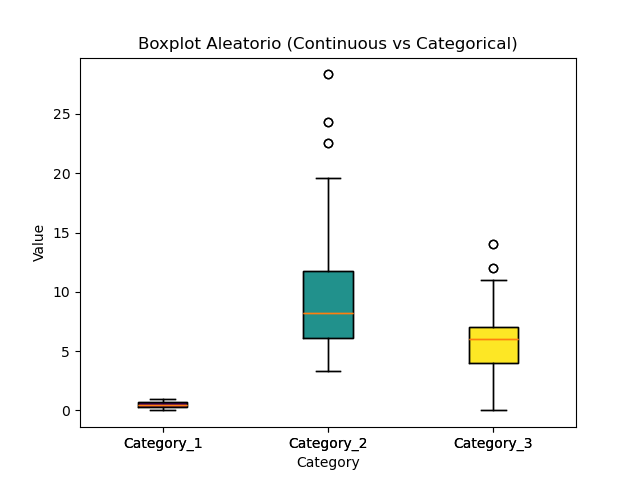 Boxplot Aleatorio (Continuous vs Categorical)
25
20
15
10
5
0
Value
Category_1
Category_2
Category_3
Category